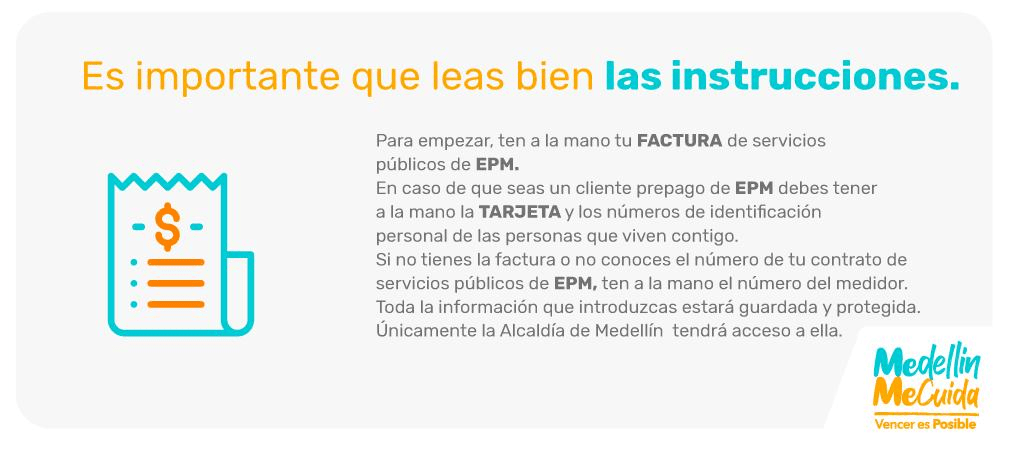 Es importante que leas bien las instrucciones.
Para empezar, ten a la mano tu FACTURA de servicios
públicos de EPM.
En caso de que seas un cliente prepago de EPM debes tener
a la mano la TARJETA y los números de identificación
personal de las personas que viven contigo.
Si no tienes la factura o no conoces el número de tu contrato de
servicios públicos de EPM, ten a la mano el número del medidor.
Toda la información que introduzcas estará guardada y protegida.
Únicamente la Alcaldía de Medellín tendrá acceso a ella.
$
Medellín
MeCuida
Vencer es Posible